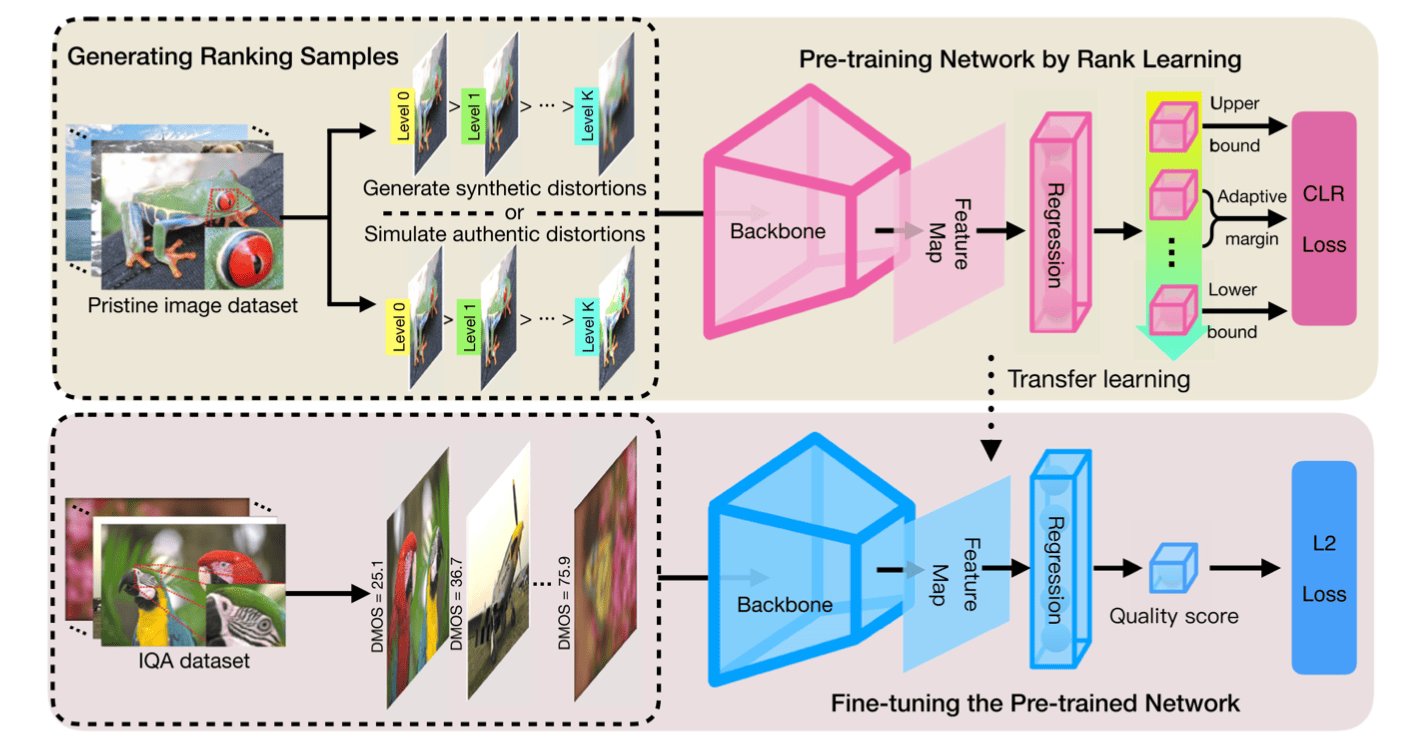 Generating Ranking Samples
Level 0
>
Level 1
> ... >
Level K
Generate synthetic distortions
or
Simulate authentic distortions
Level 0
>
Level 1
> ... >
Level K
Pristine image dataset
Pre-training Network by Rank Learning
Backbone
Feature
Map
Regression
Upper
bound
Adaptive
margin
Lower
bound
CLR
Loss
Transfer learning
IQA dataset
DMOS = 25.1
DMOS = 36.7
...
DMOS = 75.9
Backbone
Feature
Map
Regression
Quality score
L2
Loss
Fine-tuning the Pre-trained Network